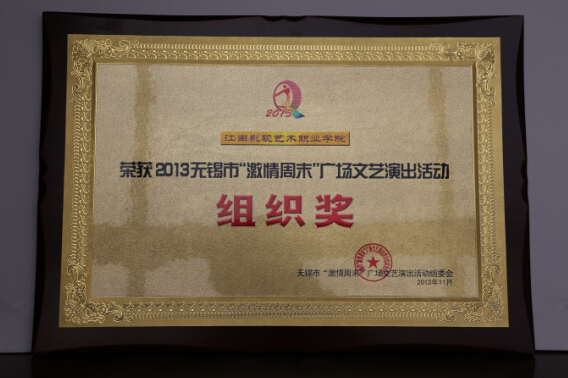 2013
江南影视艺术职业学院
荣获2013无锡市“激情周末”广场文艺演出活动
组织奖
无锡市“激情周末”广场文艺演出活动组委会
2013年11月